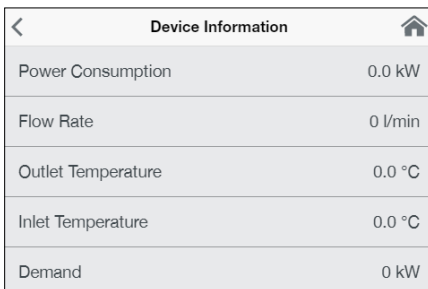 Device Information
Power Consumption 0.0 kW
Flow Rate 0 l/min
Outlet Temperature 0.0 °C
Inlet Temperature 0.0 °C
Demand 0 kW